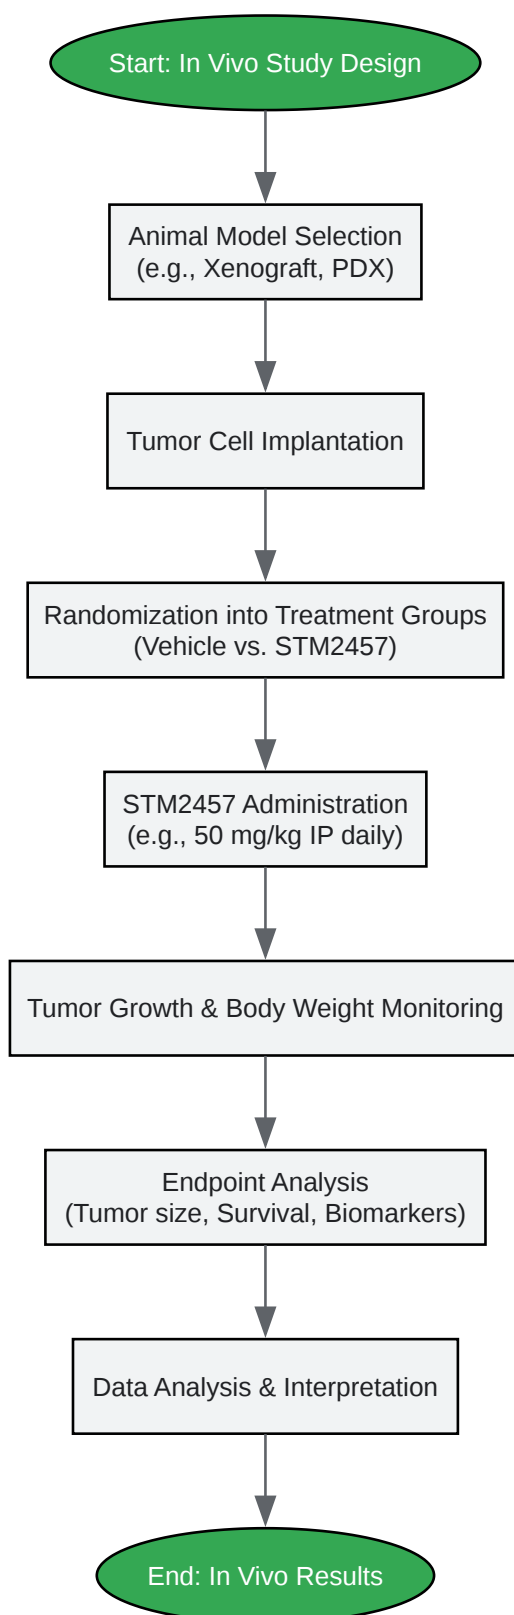 Start: In Vivo Study Design
Animal Model Selection
(e.g., Xenograft, PDX)
Tumor Cell Implantation
Randomization into Treatment Groups
(Vehicle vs. STM2457)
STM2457 Administration
(e.g., 50 mg/kg IP daily)
Tumor Growth & Body Weight Monitoring
Endpoint Analysis
(Tumor size, Survival, Biomarkers)
Data Analysis & Interpretation
End: In Vivo Results